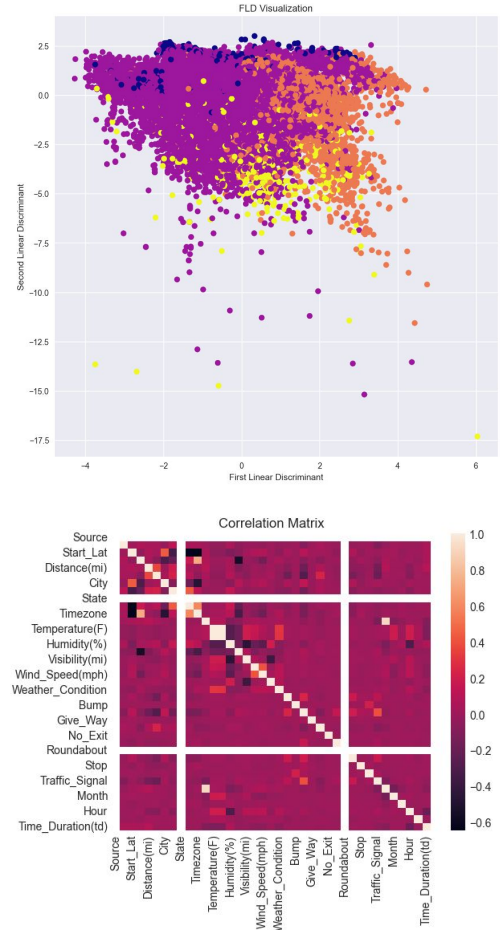 FLD Visualization
2.5
0.0
−2.5
−5.0
−7.5
−10.0
−12.5
−15.0
−17.5
Second Linear Discriminant
−4
−2
0
2
4
6
First Linear Discriminant
Correlation Matrix
Source
Start_Lat
Distance(mi)
City
State
Timezone
Temperature(F)
Humidity(%)
Visibility(mi)
Wind_Speed(mph)
Weather_Condition
Bump
Give_Way
No_Exit
Roundabout
Stop
Traffic_Signal
Month
Hour
Time_Duration(td)
1.0
0.8
0.6
0.4
0.2
0.0
−0.2
−0.4
−0.6
Source
Start_Lat
Distance(mi)
City
State
Timezone
Temperature(F)
Humidity(%)
Visibility(mi)
Wind_Speed(mph)
Weather_Condition
Bump
Give_Way
No_Exit
Roundabout
Stop
Traffic_Signal
Month
Hour
Time_Duration(td)